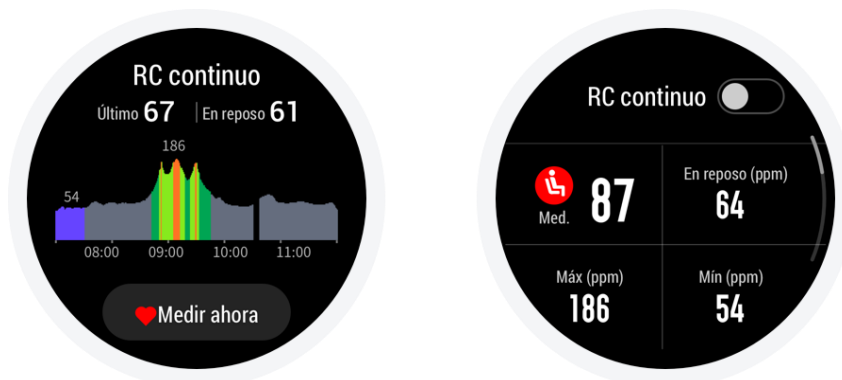 RC continuo
Último 67 | En reposo 61
186
54
08:00 09:00 10:00 11:00
Medir ahora
RC continuo
Med. 87
En reposo (ppm)
64
Máx (ppm)
186
Mín (ppm)
54